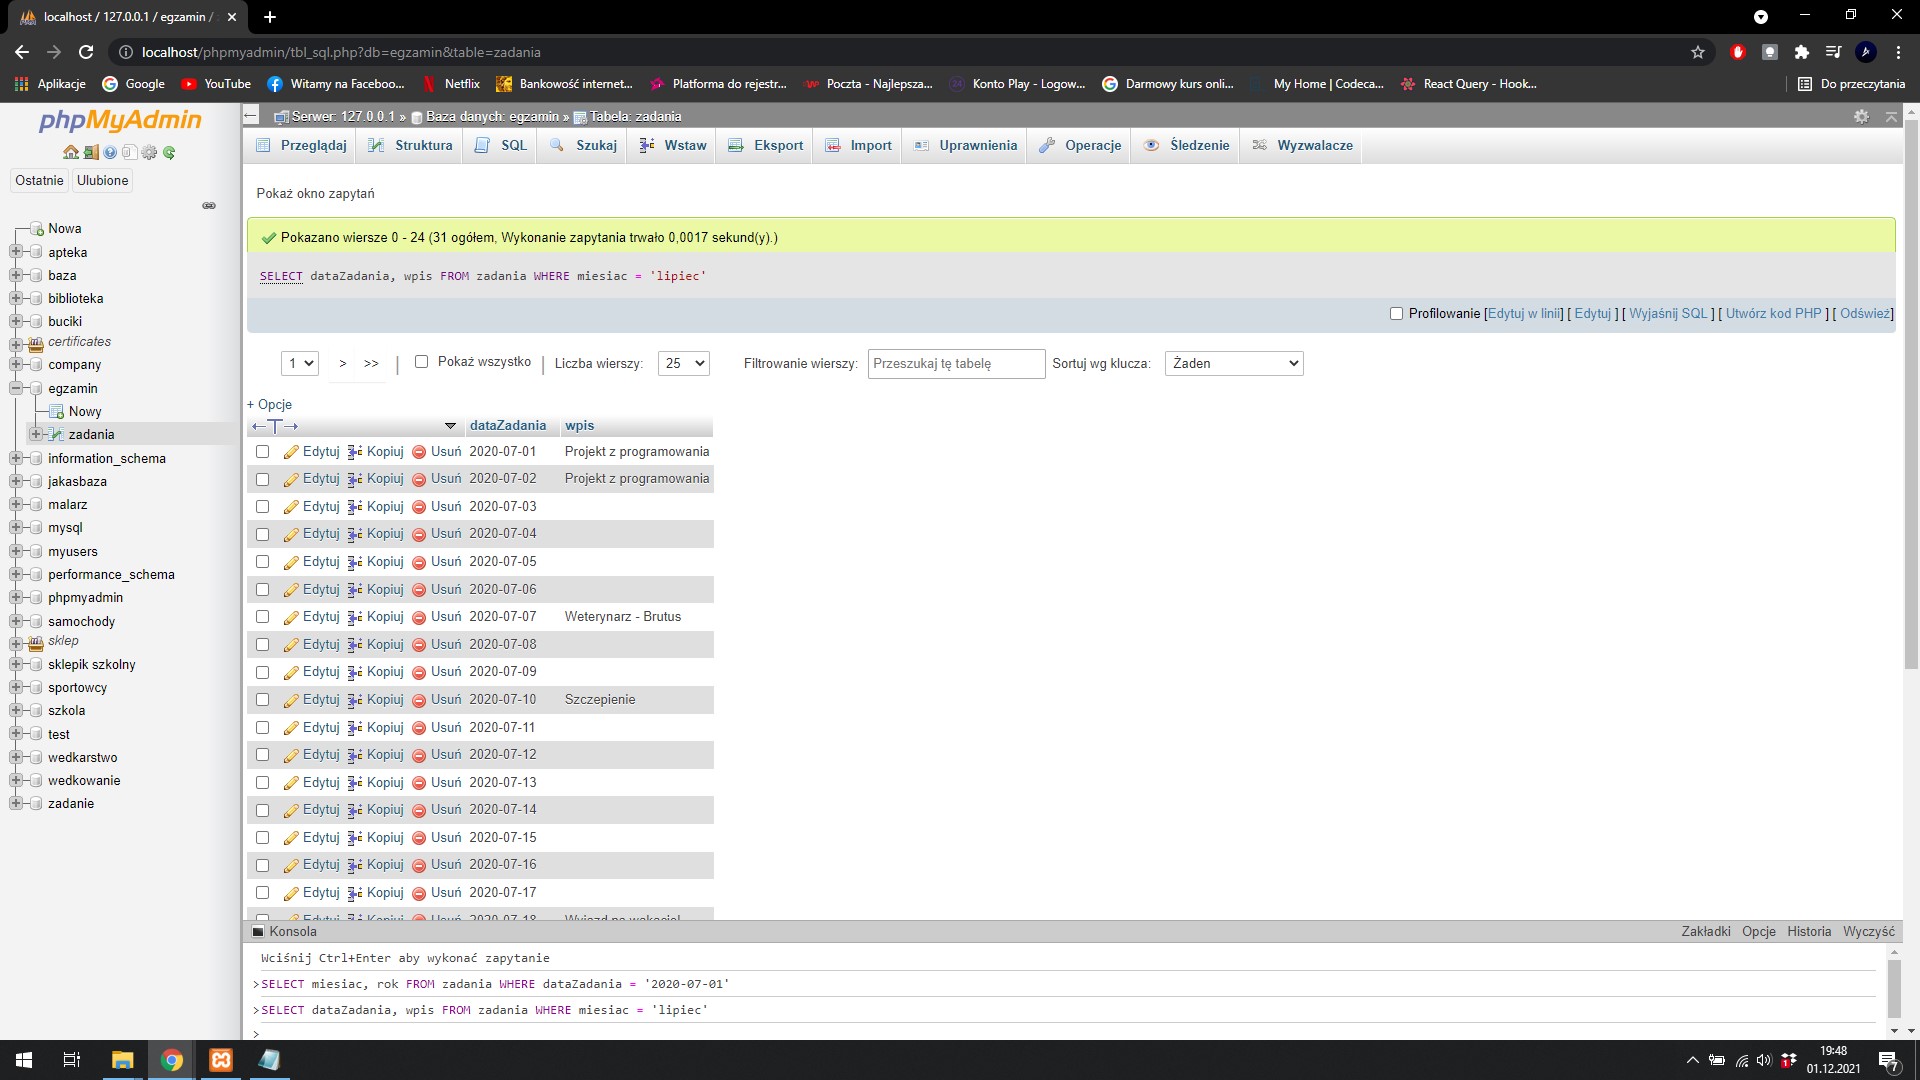 localhost / 127.0.0.1 / egzamin /
localhost/phpmyadmin/tbl_sql.php?db=egzamin&table=zadania
Aplikacje Google YouTube Witamy na Faceboo... Netflix Bankowość internet... Platforma do rejestr... Poczta - Najlepsza... Konto Play - Logow... Darmowy kurs onli... My Home | Codeca... React Query - Hook... Do przeczytania
phpMyAdmin
Ostatnie Ulubione
Nowa
apteka
baza
biblioteka
buciki
certificates
company
egzamin
Nowy
zadania
information_schema
jakasbaza
malarz
mysql
myusers
performance_schema
phpmyadmin
samochody
sklep
sklepik szkolny
sportowcy
szkola
test
wedkarstwo
wedkowanie
zadanie
Serwer: 127.0.0.1 » Baza danych: egzamin » Tabela: zadania
Przeglądaj Struktura SQL Szukaj Wstaw Eksport Import Uprawnienia Operacje Śledzenie Wyzwalacze
Pokaż okno zapytań
Pokazano wiersze 0 - 24 (31 ogółem, Wykonanie zapytania trwało 0,0017 sekund(y).)
SELECT dataZadania, wpis FROM zadania WHERE miesiac = 'lipiec'
Profilowanie [Edytuj w linii] [ Edytuj ] [ Wyjaśnij SQL ] [ Utwórz kod PHP ] [ Odśwież]
1 > >> | Pokaż wszystko | Liczba wierszy: 25 Filtrowanie wierszy: Przeszukaj tę tabelę Sortuj wg klucza: Żaden
+ Opcje
←T→ dataZadania wpis
Edytuj Kopiuj Usuń 2020-07-01 Projekt z programowania
Edytuj Kopiuj Usuń 2020-07-02 Projekt z programowania
Edytuj Kopiuj Usuń 2020-07-03
Edytuj Kopiuj Usuń 2020-07-04
Edytuj Kopiuj Usuń 2020-07-05
Edytuj Kopiuj Usuń 2020-07-06
Edytuj Kopiuj Usuń 2020-07-07 Weterynarz - Brutus
Edytuj Kopiuj Usuń 2020-07-08
Edytuj Kopiuj Usuń 2020-07-09
Edytuj Kopiuj Usuń 2020-07-10 Szczepienie
Edytuj Kopiuj Usuń 2020-07-11
Edytuj Kopiuj Usuń 2020-07-12
Edytuj Kopiuj Usuń 2020-07-13
Edytuj Kopiuj Usuń 2020-07-14
Edytuj Kopiuj Usuń 2020-07-15
Edytuj Kopiuj Usuń 2020-07-16
Edytuj Kopiuj Usuń 2020-07-17
Edytuj Kopiuj Usuń 2020-07-18
Konsola Zakładki Opcje Historia Wyczyść
Wciśnij Ctrl+Enter aby wykonać zapytanie
>SELECT miesiac, rok FROM zadania WHERE dataZadania = '2020-07-01'
>SELECT dataZadania, wpis FROM zadania WHERE miesiac = 'lipiec'
>
19:48
01.12.2021
7